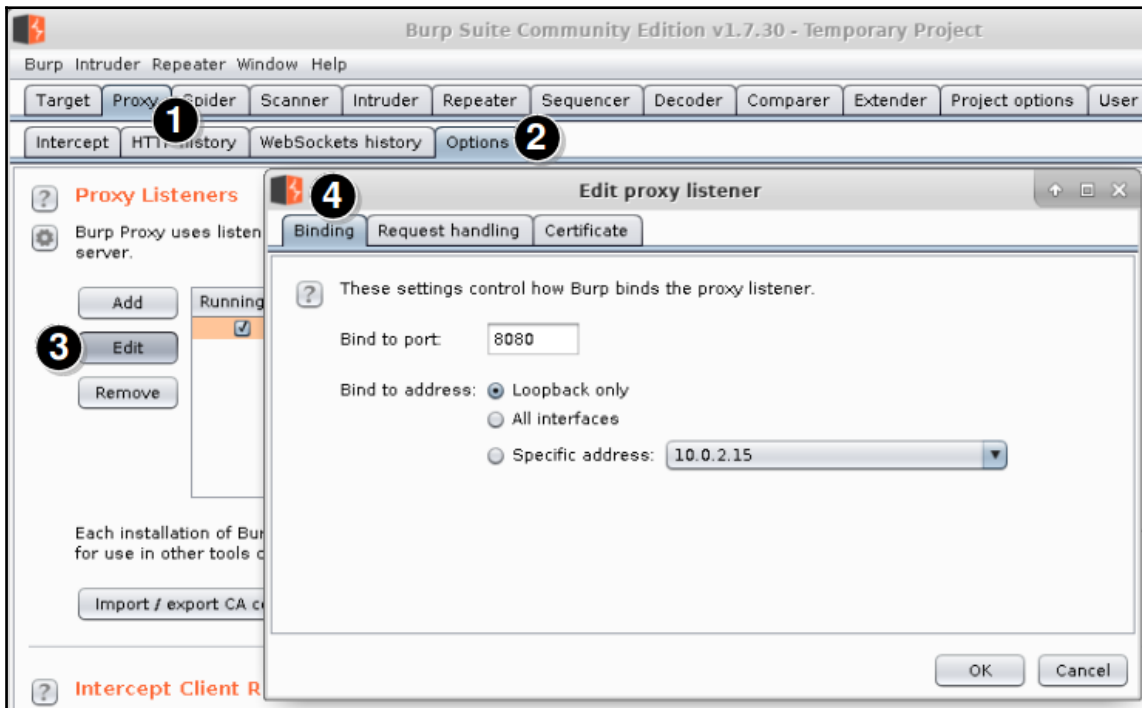 Burp Suite Community Edition v1.7.30 - Temporary Project
Burp Intruder Repeater Window Help
Target Proxy Spider Scanner Intruder Repeater Sequencer Decoder Comparer Extender Project options User
1
Intercept HTTP history WebSockets history Options 2
Proxy Listeners
4 Edit proxy listener
Burp Proxy uses listen
server.
Binding Request handling Certificate
? These settings control how Burp binds the proxy listener.
Add Running
3 Edit
Remove
Bind to port: 8080
Bind to address: Loopback only
All interfaces
Specific address: 10.0.2.15
Each installation of Bur
for use in other tools
Import / export CA ce
OK Cancel
? Intercept Client R